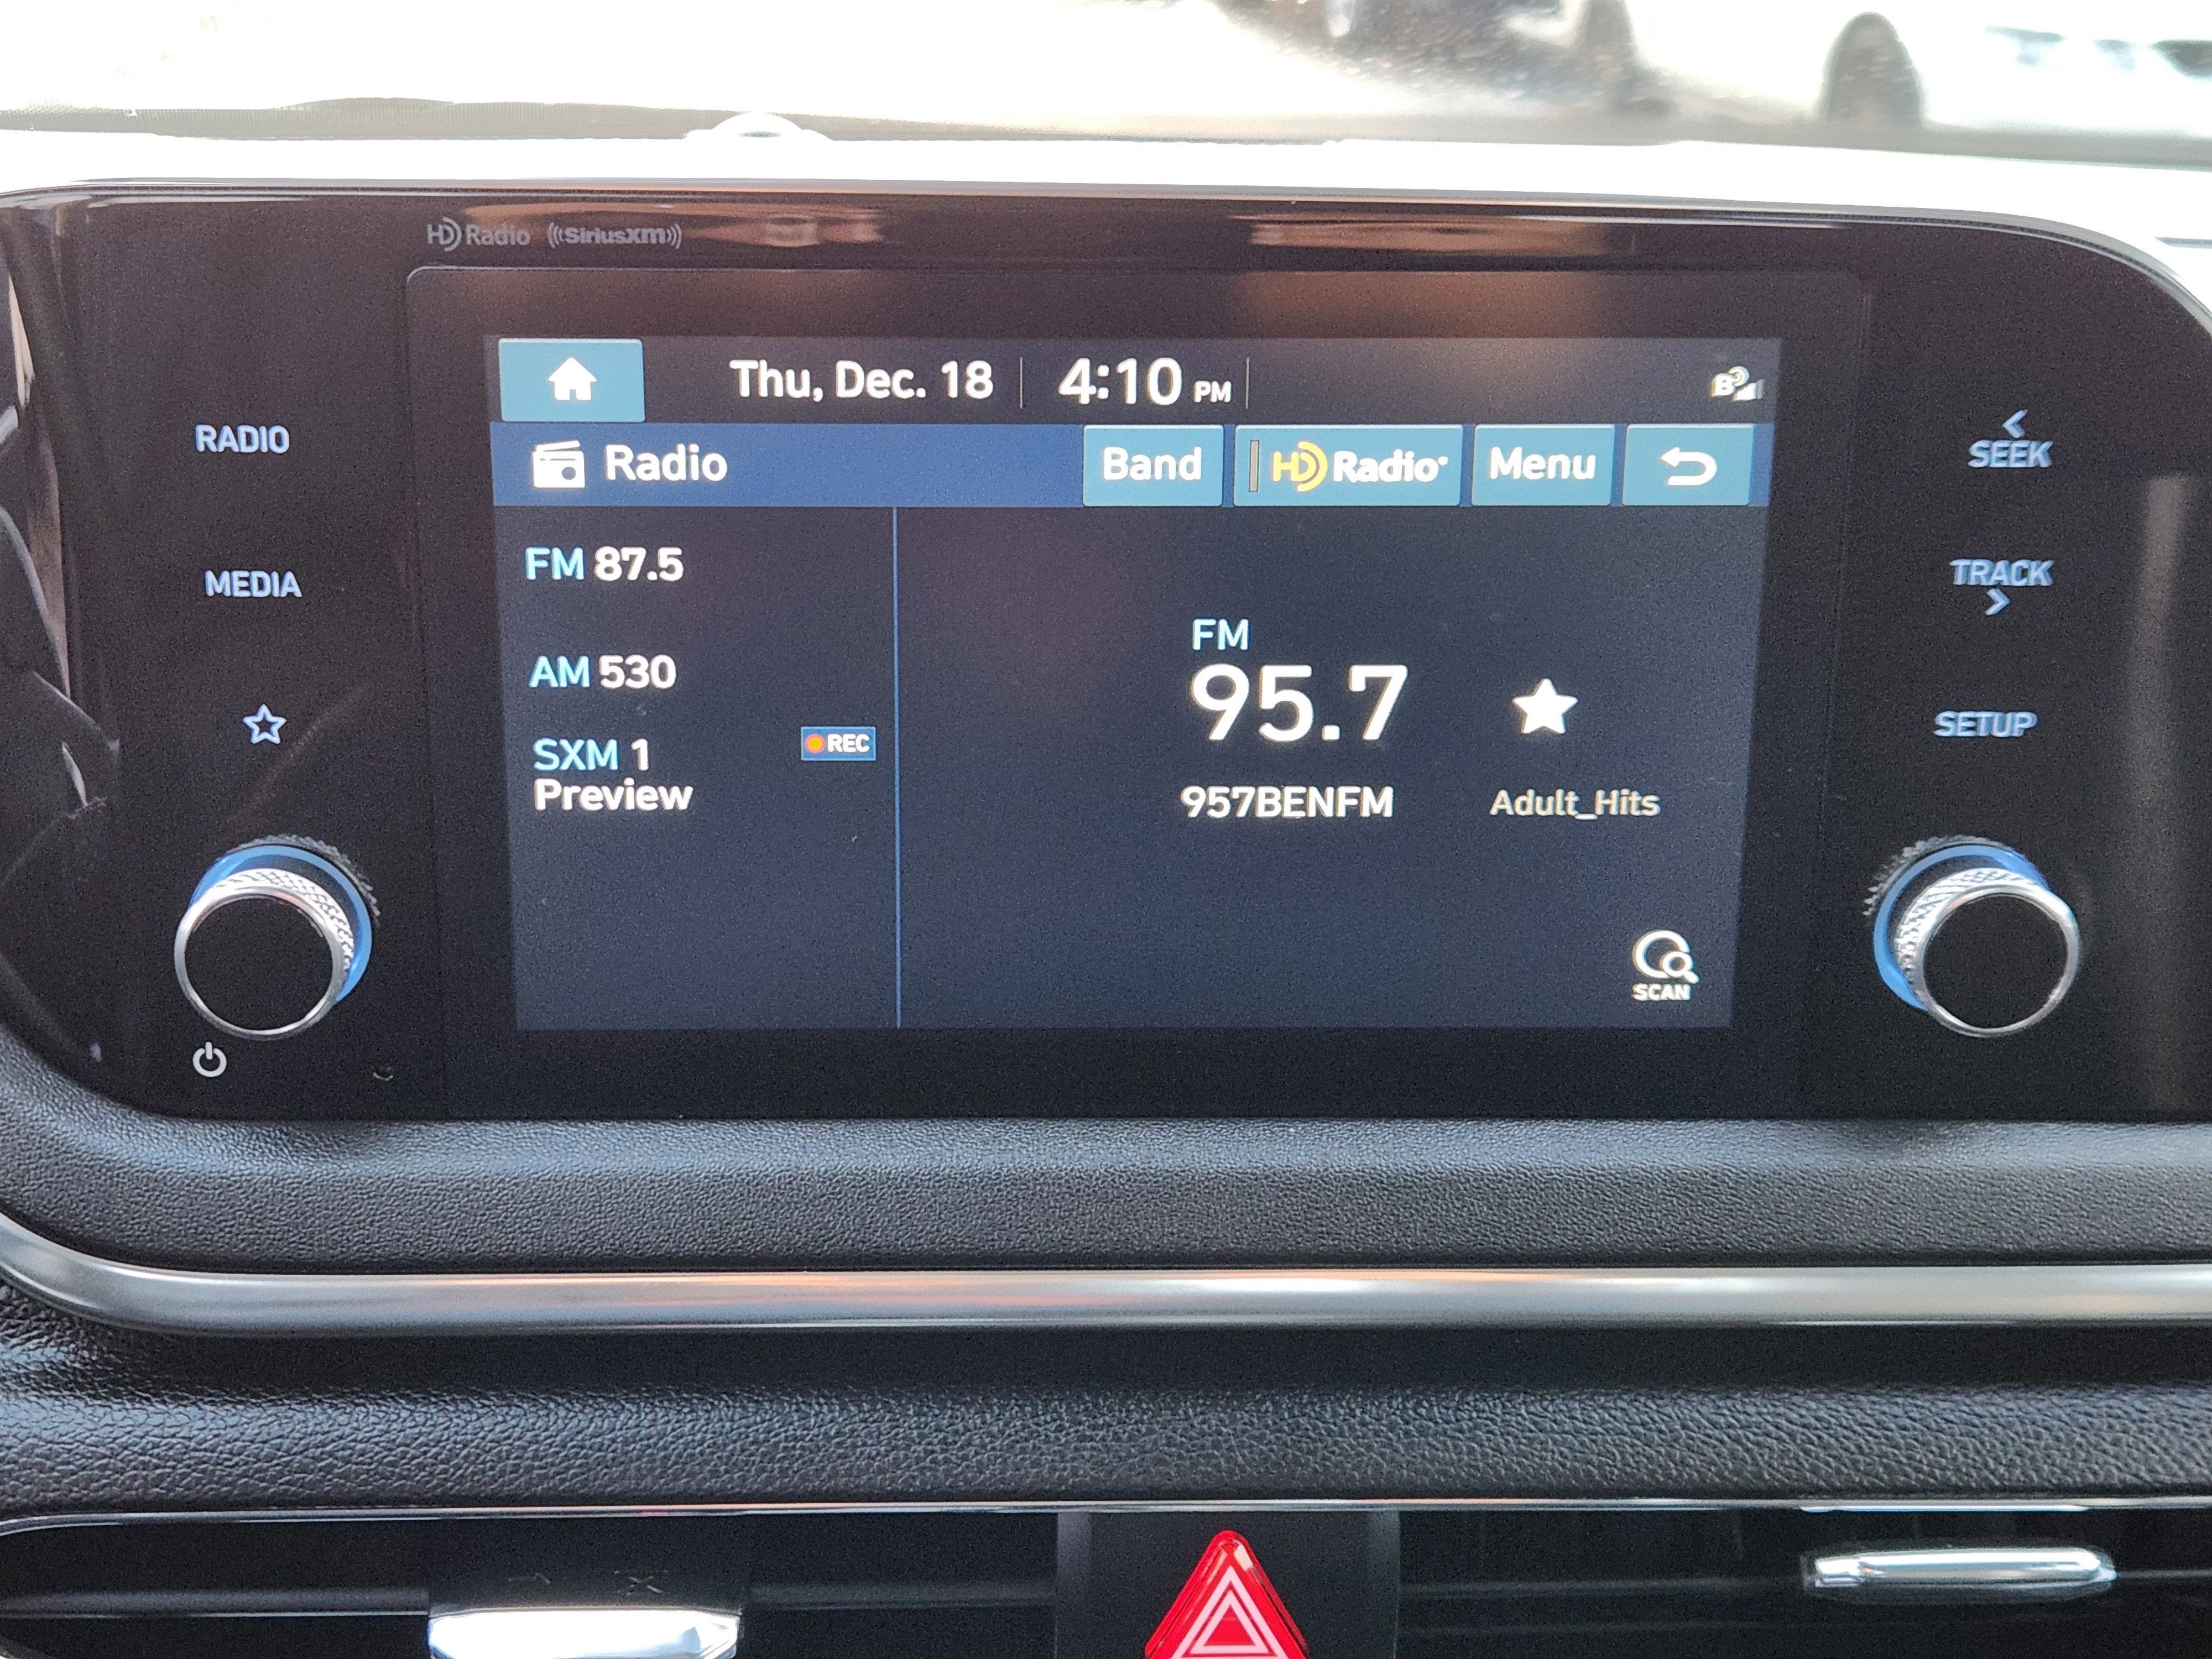 HD Radio SiriusXM
Thu, Dec. 18 4:10 PM
Radio Band HD Radio Menu
RADIO
MEDIA
FM 87.5
AM 530
SXM 1 REC
Preview
FM
95.7
957BENFM Adult_Hits
SCAN
SEEK
TRACK
SETUP